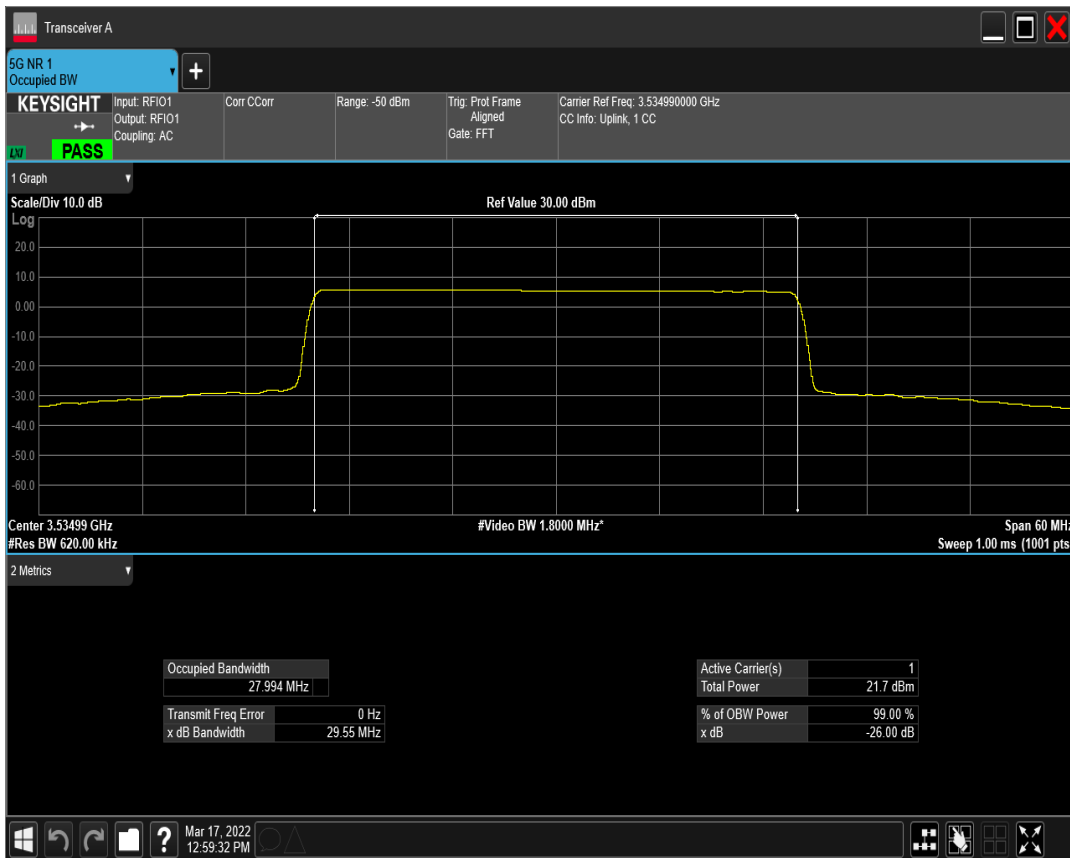 Transceiver A
5G NR 1
Occupied BW
KEYSIGHT
LXI
PASS
Input: RFIO1
Output: RFIO1
Coupling: AC
Corr CCorr
Range: -50 dBm
Trig: Prot Frame
Aligned
Gate: FFT
Carrier Ref Freq: 3.534990000 GHz
CC Info: Uplink, 1 CC
1 Graph
Scale/Div 10.0 dB
Ref Value 30.00 dBm
Log
20.0
10.0
0.00
-10.0
-20.0
-30.0
-40.0
-50.0
-60.0
Center 3.53499 GHz
#Video BW 1.8000 MHz*
Span 60 MHz
#Res BW 620.00 kHz
Sweep 1.00 ms (1001 pts
2 Metrics
Occupied Bandwidth
27.994 MHz
Transmit Freq Error 0 Hz
x dB Bandwidth 29.55 MHz
Active Carrier(s) 1
Total Power 21.7 dBm
% of OBW Power 99.00 %
x dB -26.00 dB
?
Mar 17, 2022
12:59:32 PM